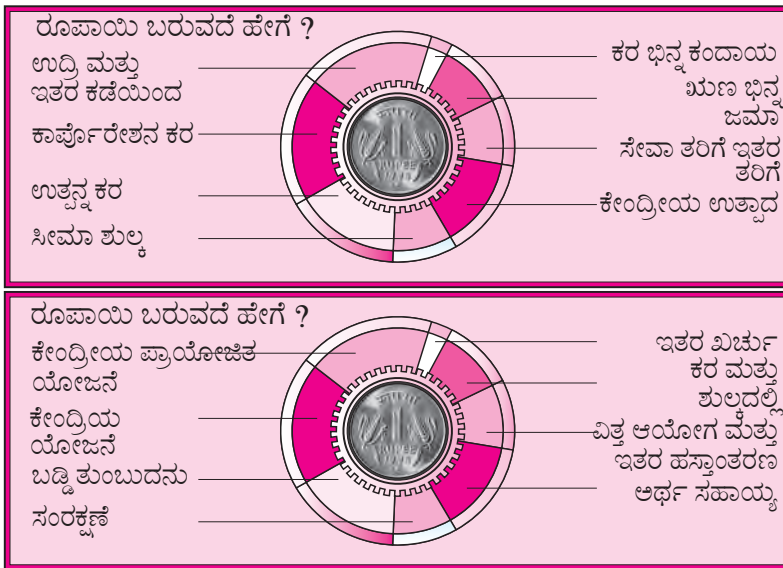 ರೂಪಾಯಿ ಬರುವದೆ ಹೇಗೆ ?
ಉದ್ರಿ ಮತ್ತು
ಇತರ ಕಡೆಯಿಂದ
ಕಾರ್ಪೊರೇಶನ ಕರ
ಉತ್ಪನ್ನ ಕರ
ಸೀಮಾ ಶುಲ್ಕ
ಕರ ಭಿನ್ನ ಕಂದಾಯ
ಋಣ ಭಿನ್ನ
ಜಮಾ
ಸೇವಾ ತರಿಗೆ ಇತರ
ತರಿಗೆ
ಕೇಂದ್ರೀಯ ಉತ್ಪಾದ
ರೂಪಾಯಿ ಬರುವದೆ ಹೇಗೆ ?
ಕೇಂದ್ರೀಯ ಪ್ರಾಯೋಜಿತ
ಯೋಜನೆ
ಕೇಂದ್ರಿಯ
ಯೋಜನೆ
ಬಡ್ಡಿ ತುಂಬುದನು
ಸಂರಕ್ಷಣೆ
ಇತರ ಖರ್ಚು
ಕರ ಮತ್ತು
ಶುಲ್ಕದಲ್ಲಿ
ವಿತ್ತ ಆಯೋಗ ಮತ್ತು
ಇತರ ಹಸ್ತಾಂತರಣ
ಅರ್ಥ ಸಹಾಯ್ಯ